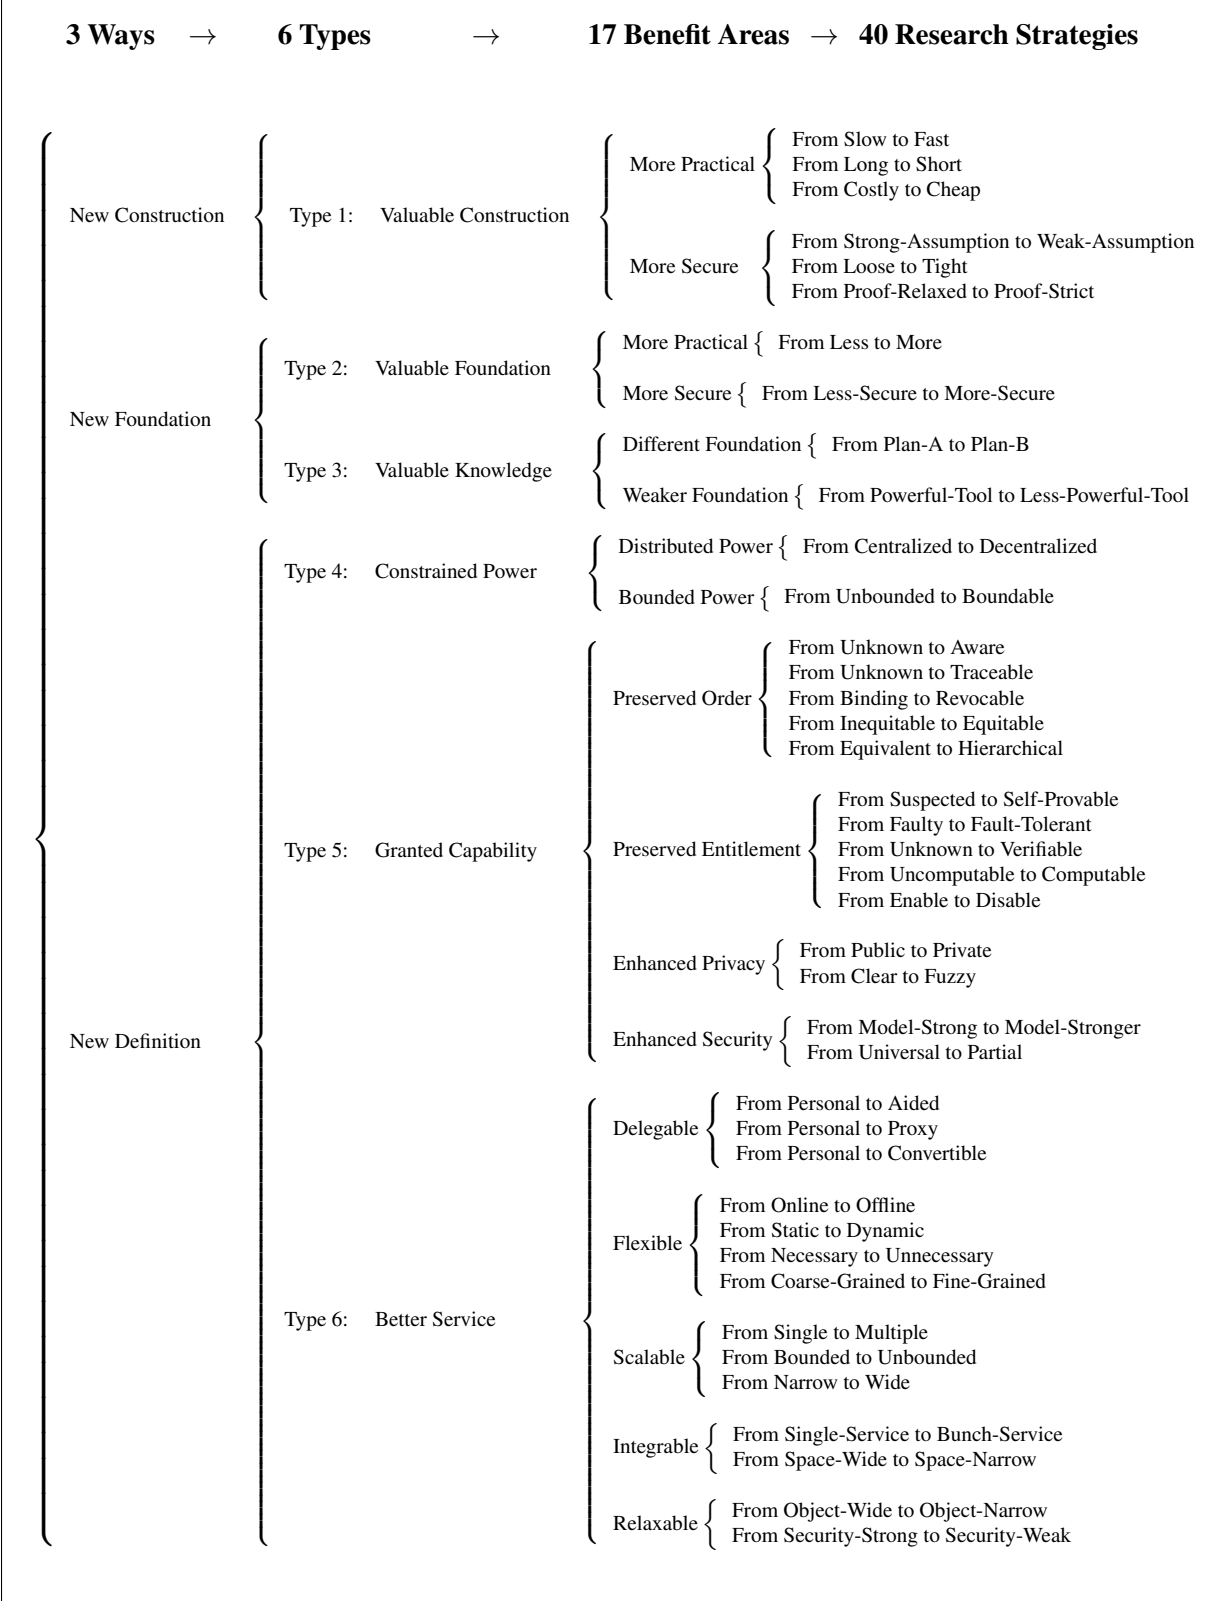 3 Ways → 6 Types → 17 Benefit Areas → 40 Research Strategies
New Construction
Type 1: Valuable Construction
More Practical
From Slow to Fast
From Long to Short
From Costly to Cheap
More Secure
From Strong-Assumption to Weak-Assumption
From Loose to Tight
From Proof-Relaxed to Proof-Strict
New Foundation
Type 2: Valuable Foundation
More Practical { From Less to More
More Secure { From Less-Secure to More-Secure
Type 3: Valuable Knowledge
Different Foundation { From Plan-A to Plan-B
Weaker Foundation { From Powerful-Tool to Less-Powerful-Tool
New Definition
Type 4: Constrained Power
Distributed Power { From Centralized to Decentralized
Bounded Power { From Unbounded to Boundable
Type 5: Granted Capability
Preserved Order
From Unknown to Aware
From Unknown to Traceable
From Binding to Revocable
From Inequitable to Equitable
From Equivalent to Hierarchical
Preserved Entitlement
From Suspected to Self-Provable
From Faulty to Fault-Tolerant
From Unknown to Verifiable
From Uncomputable to Computable
From Enable to Disable
Enhanced Privacy
From Public to Private
From Clear to Fuzzy
Enhanced Security
From Model-Strong to Model-Stronger
From Universal to Partial
Type 6: Better Service
Delegable
From Personal to Aided
From Personal to Proxy
From Personal to Convertible
Flexible
From Online to Offline
From Static to Dynamic
From Necessary to Unnecessary
From Coarse-Grained to Fine-Grained
Scalable
From Single to Multiple
From Bounded to Unbounded
From Narrow to Wide
Integrable
From Single-Service to Bunch-Service
From Space-Wide to Space-Narrow
Relaxable
From Object-Wide to Object-Narrow
From Security-Strong to Security-Weak